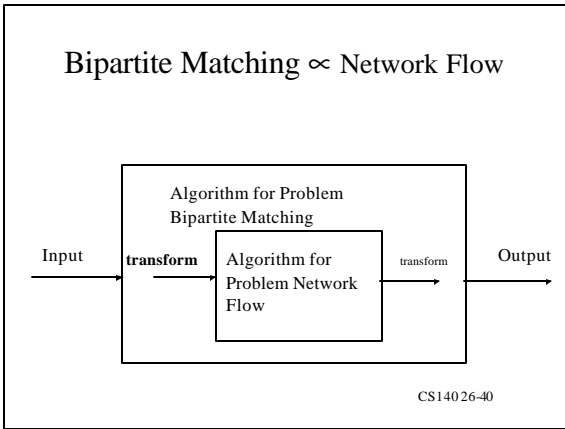 Bipartite Matching ∝ Network Flow
Algorithm for Problem
Bipartite Matching
Input
transform
Algorithm for
Problem Network
Flow
transform
Output
CS140 26-40